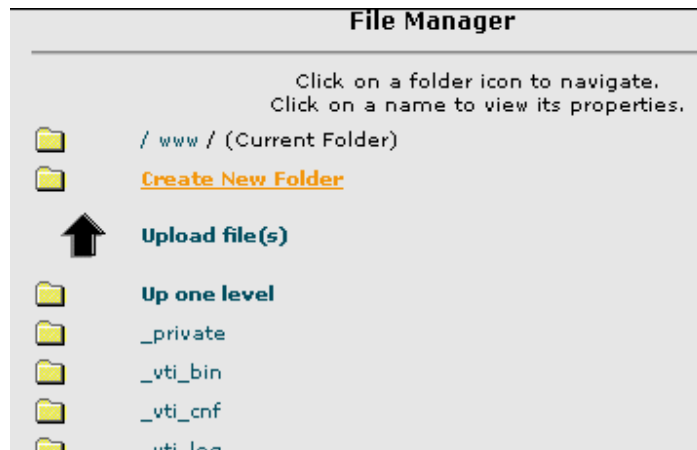 File Manager
Click on a folder icon to navigate.
Click on a name to view its properties.
/ www / (Current Folder)
Create New Folder
Upload file(s)
Up one level
_private
_vti_bin
_vti_cnf
_vti_log